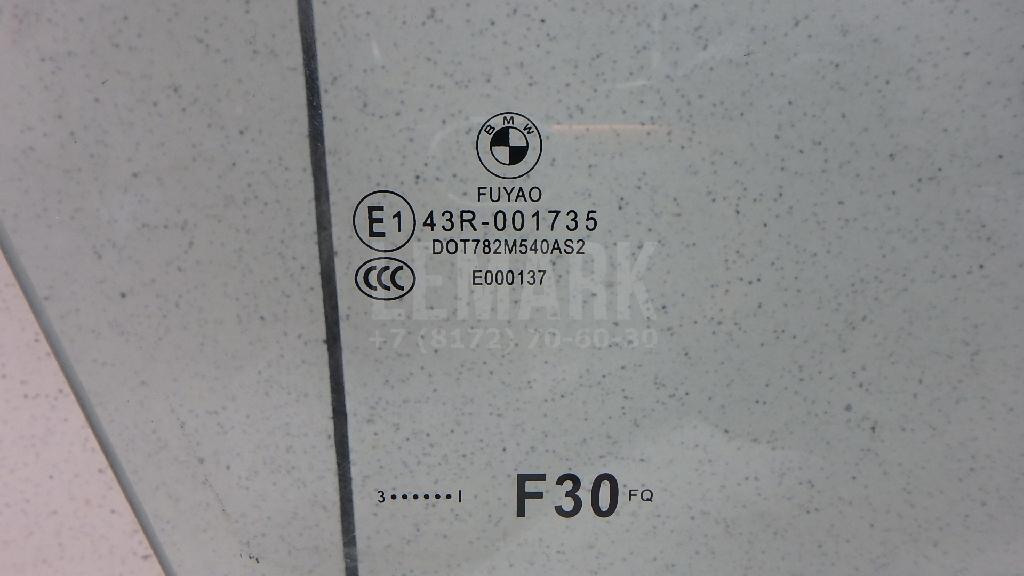 BMW
FUYAO
E1 43R-001735
DOT782M540AS2
CCC E000137
LEMARK
+7 (8172) 70-60-30
3••••••I F30 FQ